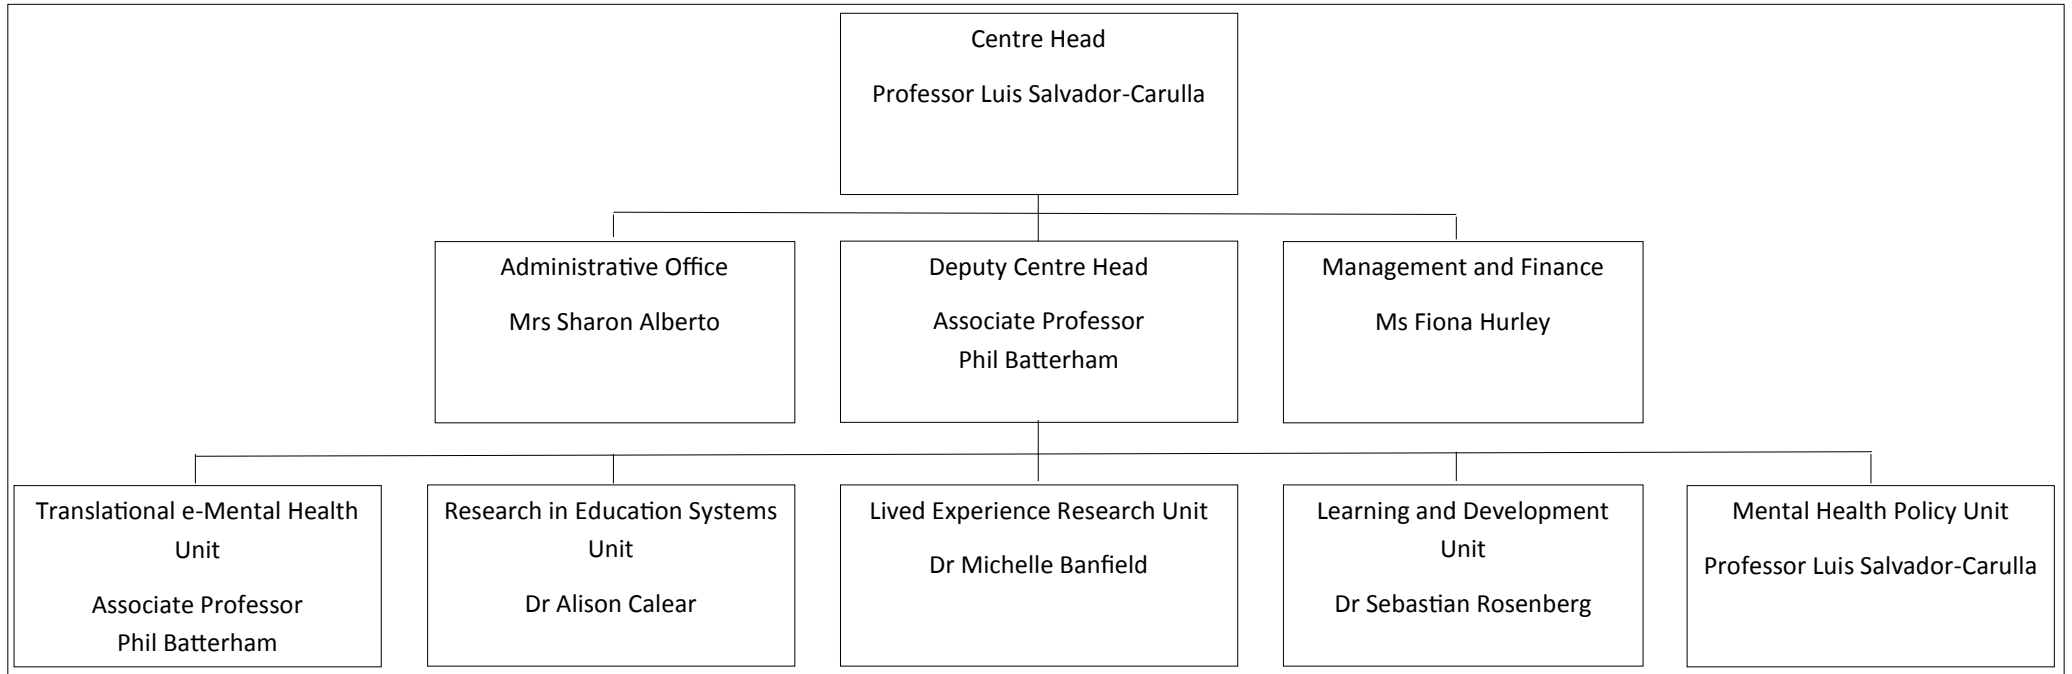 Centre Head
Professor Luis Salvador-Carulla
Administrative Office
Mrs Sharon Alberto
Deputy Centre Head
Associate Professor
Phil Batterham
Management and Finance
Ms Fiona Hurley
Translational e-Mental Health
Unit
Associate Professor
Phil Batterham
Research in Education Systems
Unit
Dr Alison Calear
Lived Experience Research Unit
Dr Michelle Banfield
Learning and Development
Unit
Dr Sebastian Rosenberg
Mental Health Policy Unit
Professor Luis Salvador-Carulla